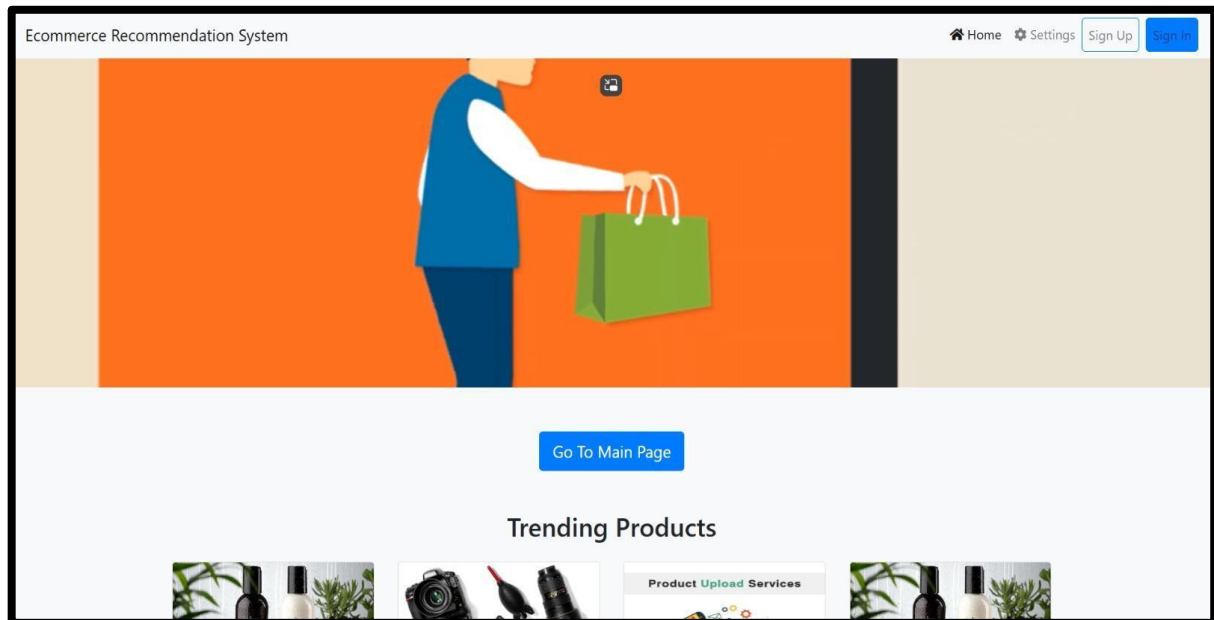 Ecommerce Recommendation System
Home Settings Sign Up Sign In
Go To Main Page
Trending Products
Product Upload Services